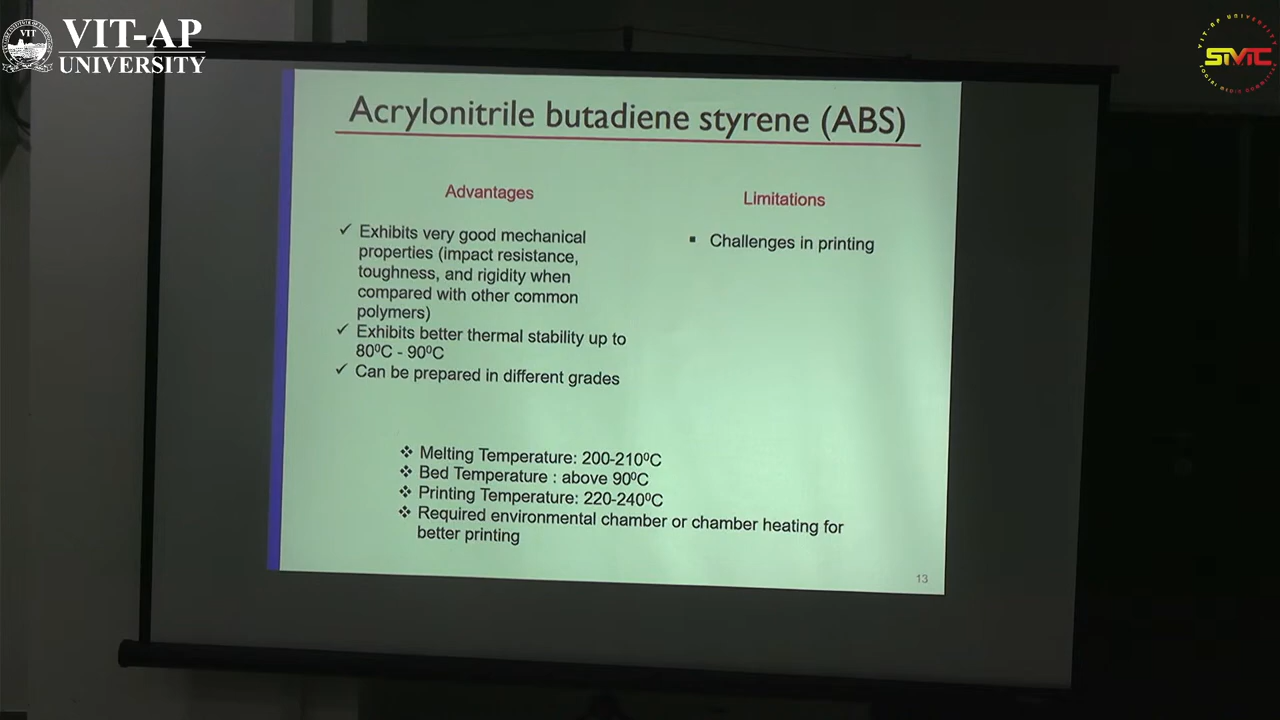 VIT-AP
UNIVERSITY
VIT
SMC
Acrylonitrile butadiene styrene (ABS)
Advantages
✓ Exhibits very good mechanical
properties (impact resistance,
toughness, and rigidity when
compared with other common
polymers)
✓ Exhibits better thermal stability up to
80⁰C - 90⁰C
✓ Can be prepared in different grades
Limitations
▪ Challenges in printing
❖ Melting Temperature: 200-210⁰C
❖ Bed Temperature : above 90⁰C
❖ Printing Temperature: 220-240⁰C
❖ Required environmental chamber or chamber heating for
better printing
13